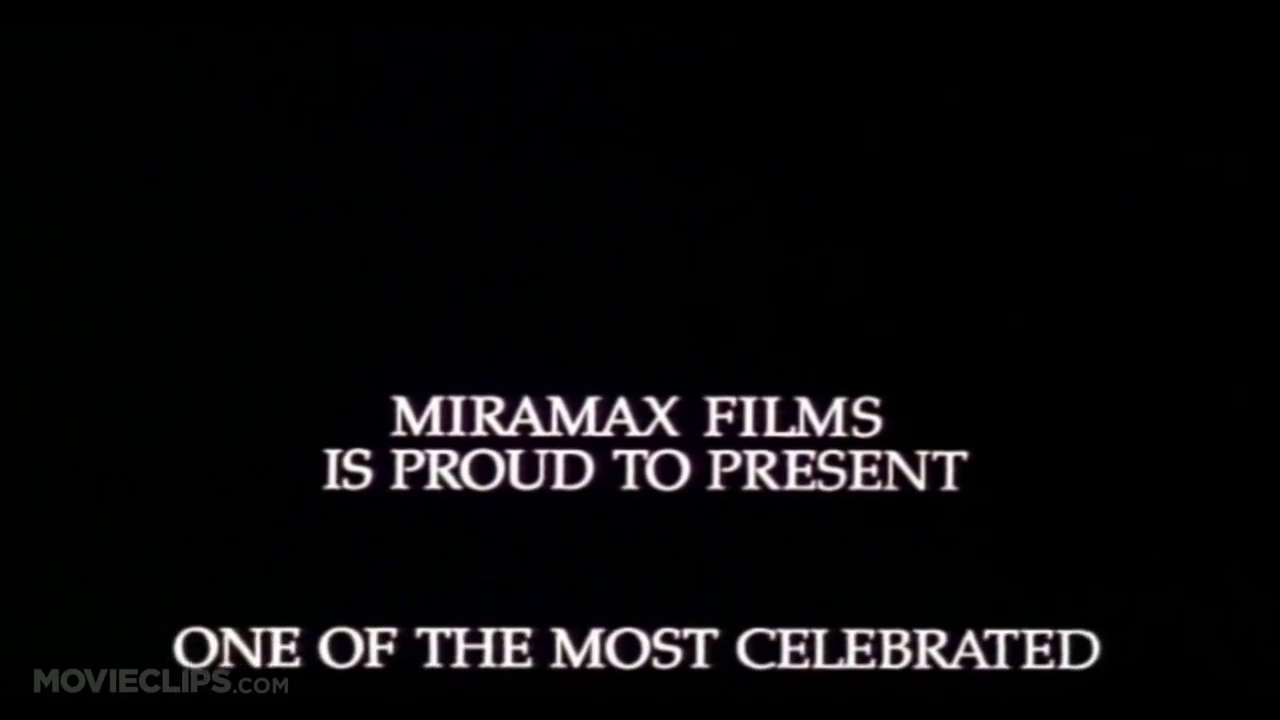 MIRAMAX FILMS
IS PROUD TO PRESENT
ONE OF THE MOST CELEBRATED
MOVIECLIPS.COM